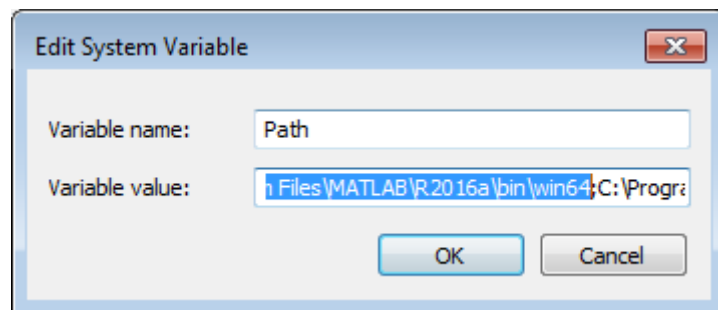 Edit System Variable
Variable name: Path
Variable value: Files\MATLAB\R2016a\bin\win64;C:\Progra
OK Cancel